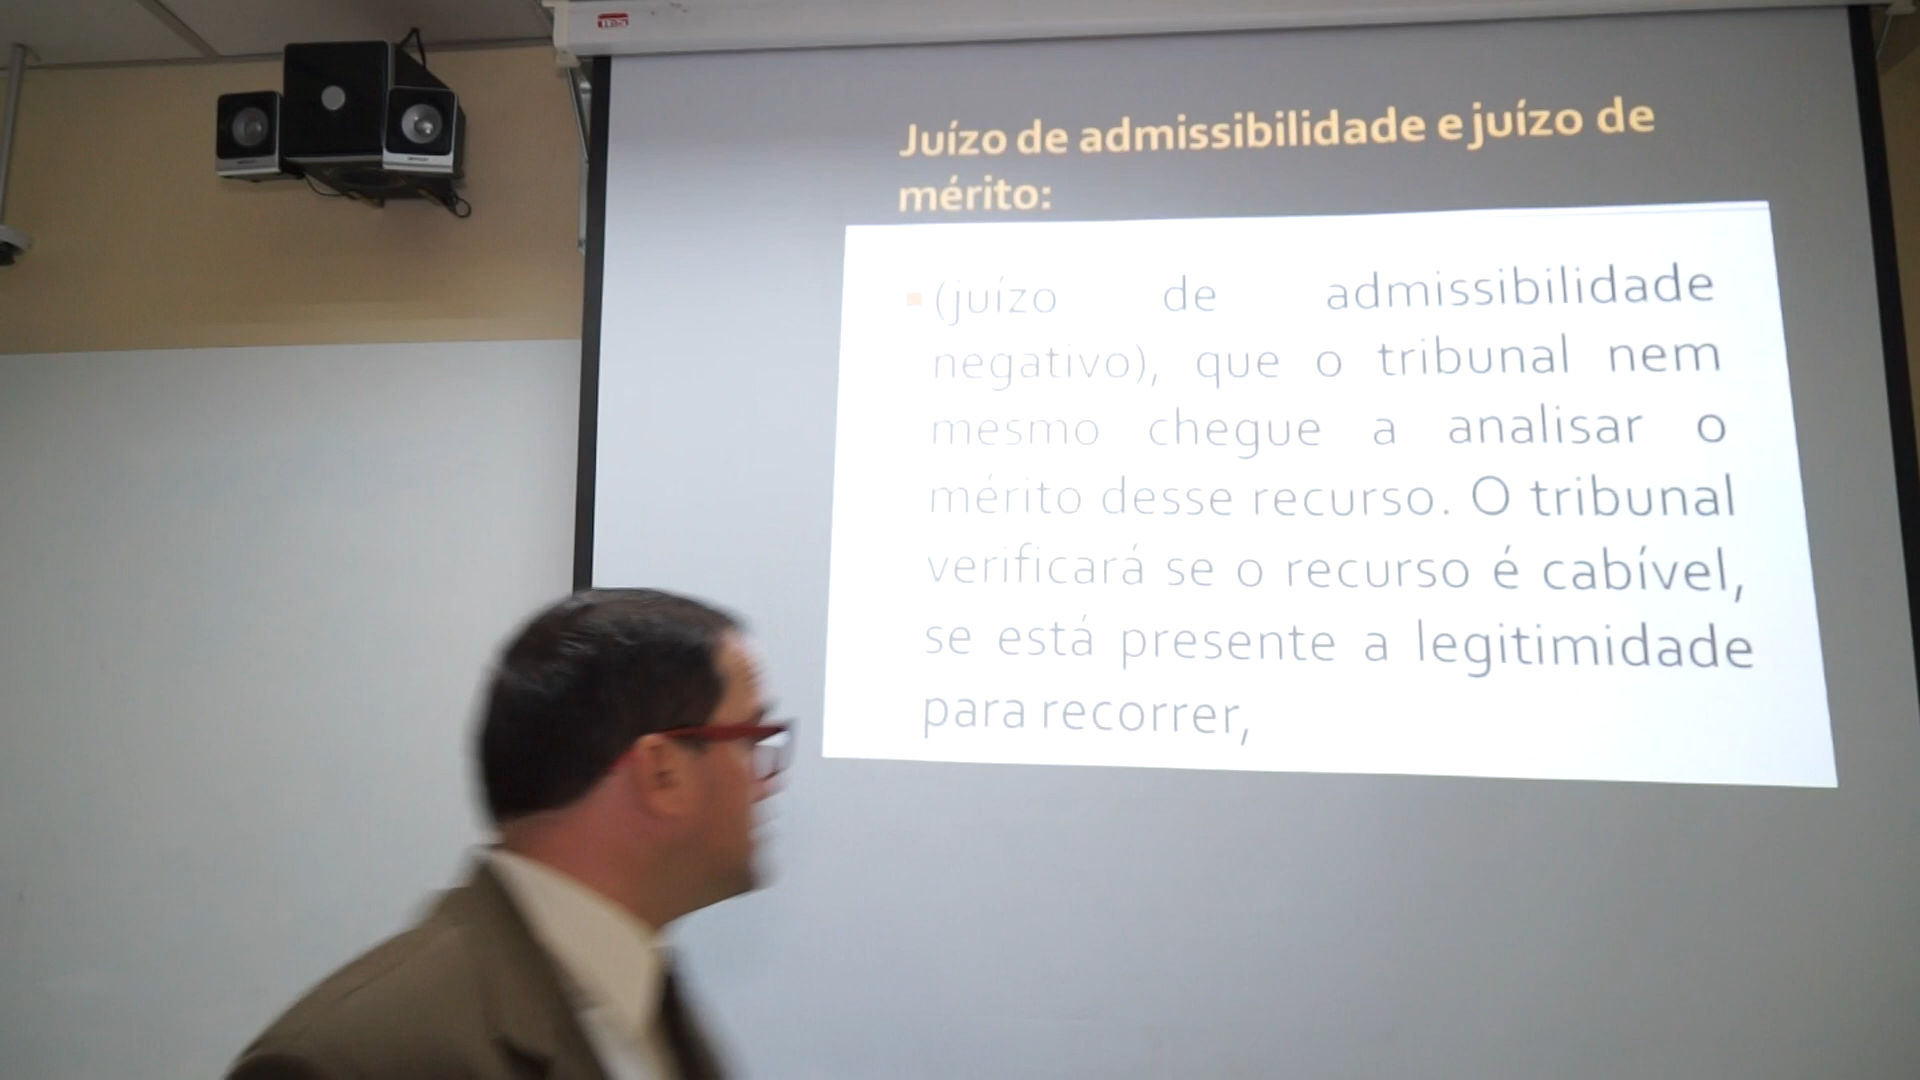 Juízo de admissibilidade e juízo de
mérito:
(juízo de admissibilidade
negativo), que o tribunal nem
mesmo chegue a analisar o
mérito desse recurso. O tribunal
verificará se o recurso é cabível,
se está presente a legitimidade
para recorrer,